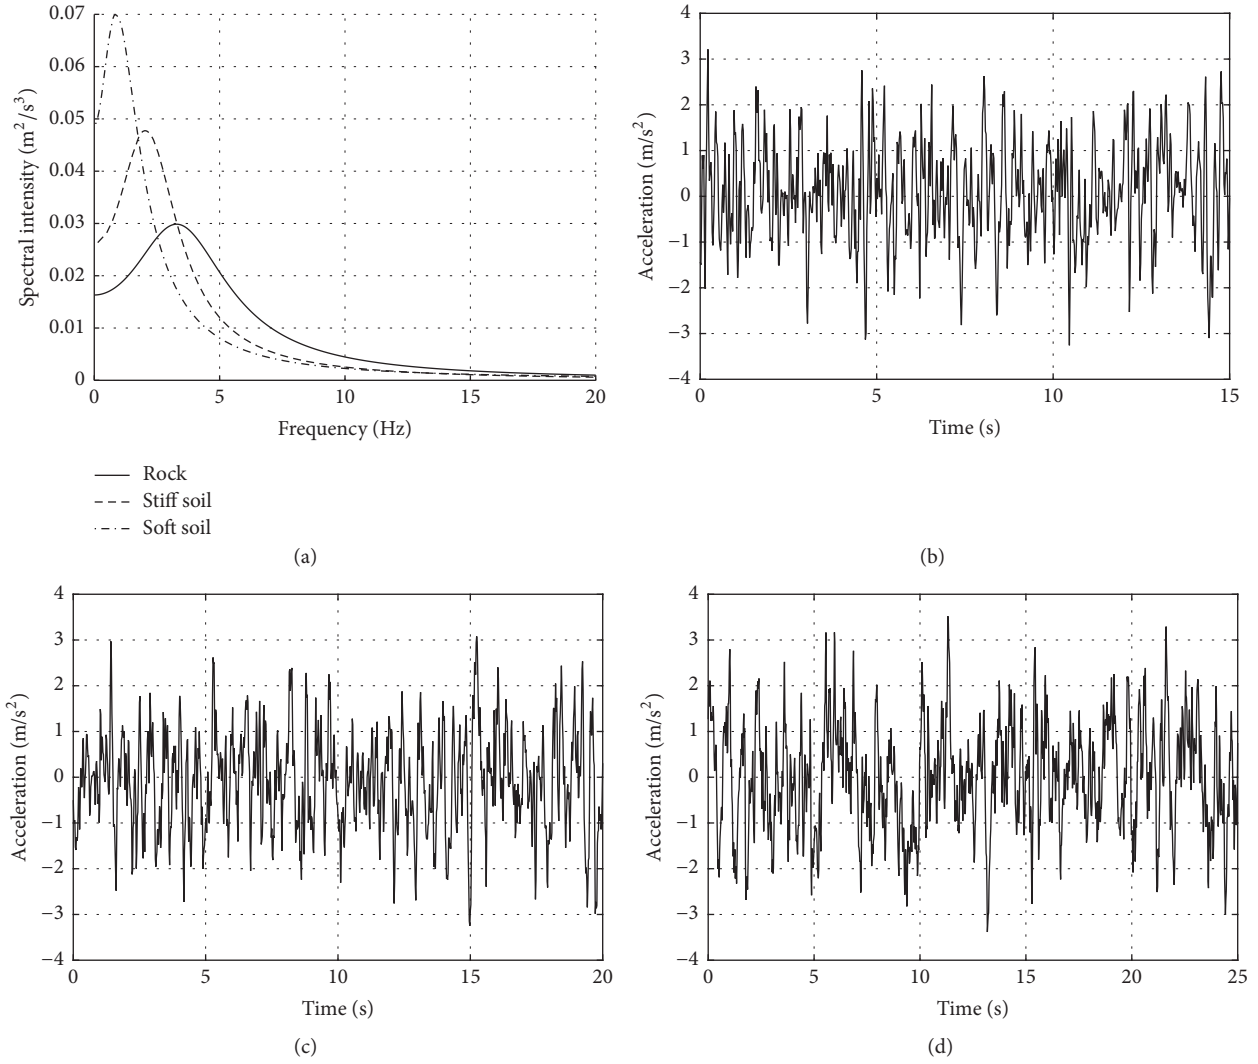 0.07
0.06
0.05
0.04
0.03
0.02
0.01
0
Spectral intensity (m²/s³)
0 5 10 15 20
Frequency (Hz)
Rock
Stiff soil
Soft soil
(a)
4
3
2
1
0
−1
−2
−3
−4
Acceleration (m/s²)
0 5 10 15
Time (s)
(b)
4
3
2
1
0
−1
−2
−3
−4
Acceleration (m/s²)
0 5 10 15 20
Time (s)
(c)
4
3
2
1
0
−1
−2
−3
−4
Acceleration (m/s²)
0 5 10 15 20 25
Time (s)
(d)